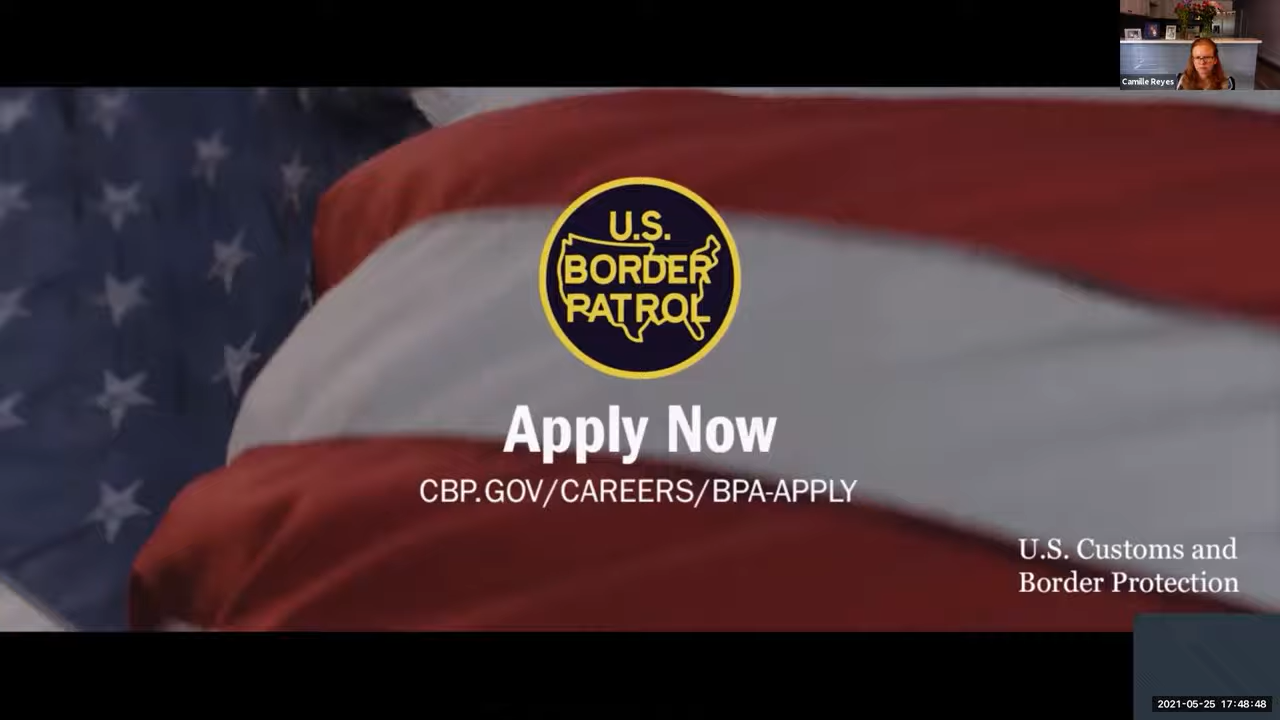 Camille Reyes
U.S.
BORDER
PATROL
Apply Now
CBP.GOV/CAREERS/BPA-APPLY
U.S. Customs and
Border Protection
2021-05-25 17:48:48